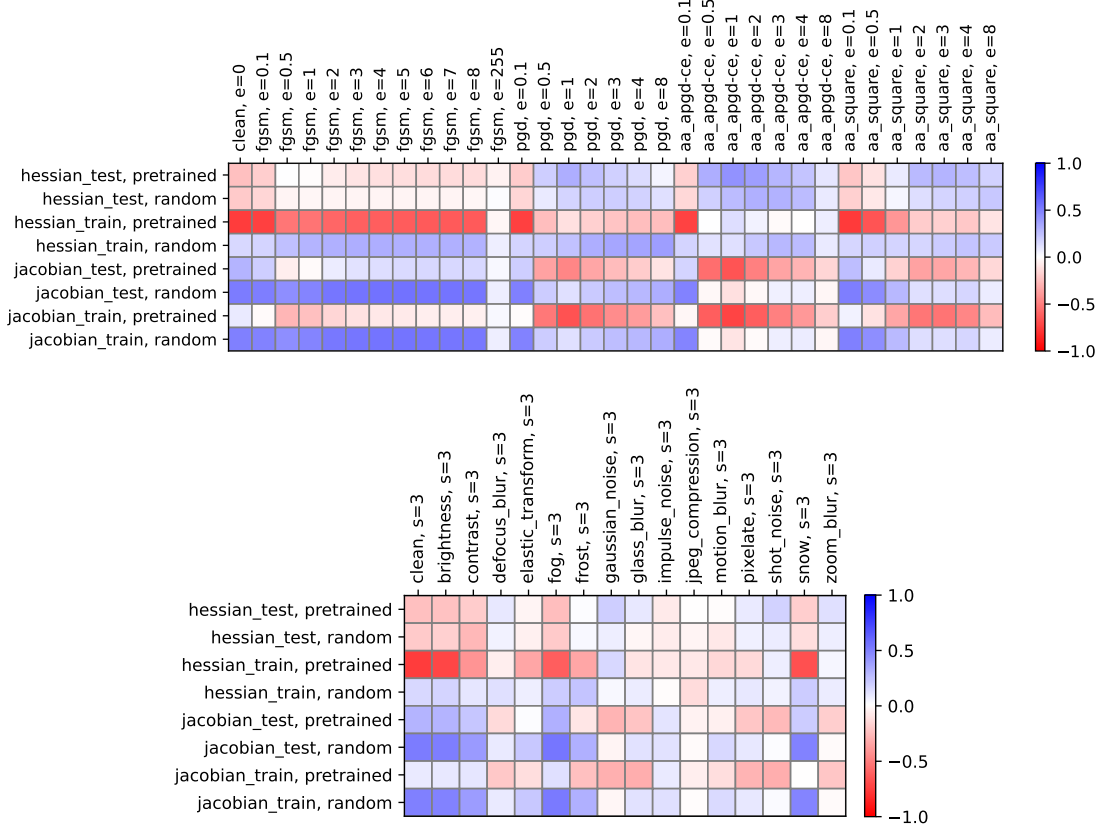 clean, e=0
fgsm, e=0.1
fgsm, e=0.5
fgsm, e=1
fgsm, e=2
fgsm, e=3
fgsm, e=4
fgsm, e=5
fgsm, e=6
fgsm, e=7
fgsm, e=8
fgsm, e=255
pgd, e=0.1
pgd, e=0.5
pgd, e=1
pgd, e=2
pgd, e=3
pgd, e=4
pgd, e=8
aa_apgd-ce, e=0.1
aa_apgd-ce, e=0.5
aa_apgd-ce, e=1
aa_apgd-ce, e=2
aa_apgd-ce, e=3
aa_apgd-ce, e=4
aa_apgd-ce, e=8
aa_square, e=0.1
aa_square, e=0.5
aa_square, e=1
aa_square, e=2
aa_square, e=3
aa_square, e=4
aa_square, e=8
hessian_test, pretrained
hessian_test, random
hessian_train, pretrained
hessian_train, random
jacobian_test, pretrained
jacobian_test, random
jacobian_train, pretrained
jacobian_train, random
1.0
0.5
0.0
−0.5
−1.0
clean, s=3
brightness, s=3
contrast, s=3
defocus_blur, s=3
elastic_transform, s=3
fog, s=3
frost, s=3
gaussian_noise, s=3
glass_blur, s=3
impulse_noise, s=3
jpeg_compression, s=3
motion_blur, s=3
pixelate, s=3
shot_noise, s=3
snow, s=3
zoom_blur, s=3
hessian_test, pretrained
hessian_test, random
hessian_train, pretrained
hessian_train, random
jacobian_test, pretrained
jacobian_test, random
jacobian_train, pretrained
jacobian_train, random
1.0
0.5
0.0
−0.5
−1.0